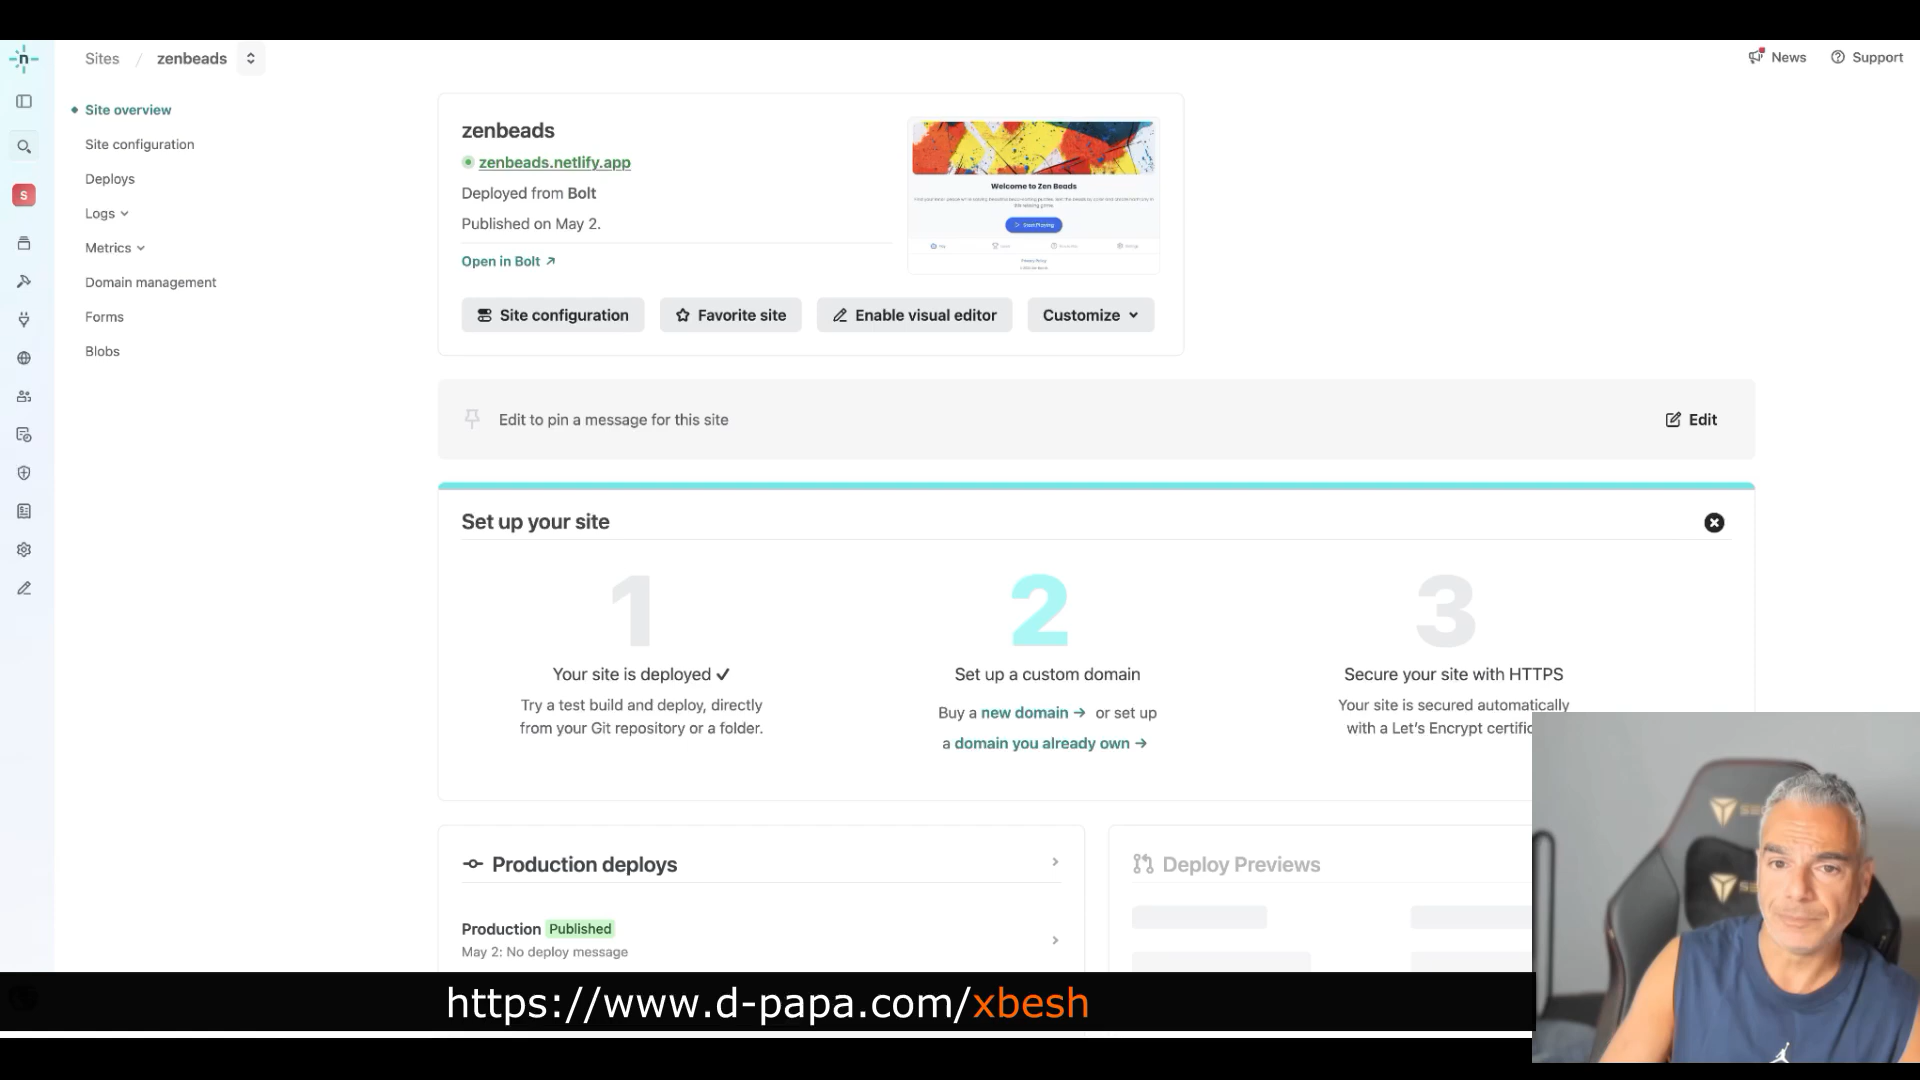 Sites / zenbeads
News
Support
Site overview
Site configuration
Deploys
Logs
Metrics
Domain management
Forms
Blobs
S
zenbeads
zenbeads.netlify.app
Deployed from Bolt
Published on May 2.
Open in Bolt
Welcome to Zen Beads
Start Playing
Privacy Policy
Site configuration
Favorite site
Enable visual editor
Customize
Edit to pin a message for this site
Edit
Set up your site
1
Your site is deployed
Try a test build and deploy, directly
from your Git repository or a folder.
2
Set up a custom domain
Buy a new domain → or set up
a domain you already own →
3
Secure your site with HTTPS
Your site is secured automatically
with a Let's Encrypt
Production deploys
Production Published
May 2: No deploy message
Deploy Previews
https://www.d-papa.com/xbesh